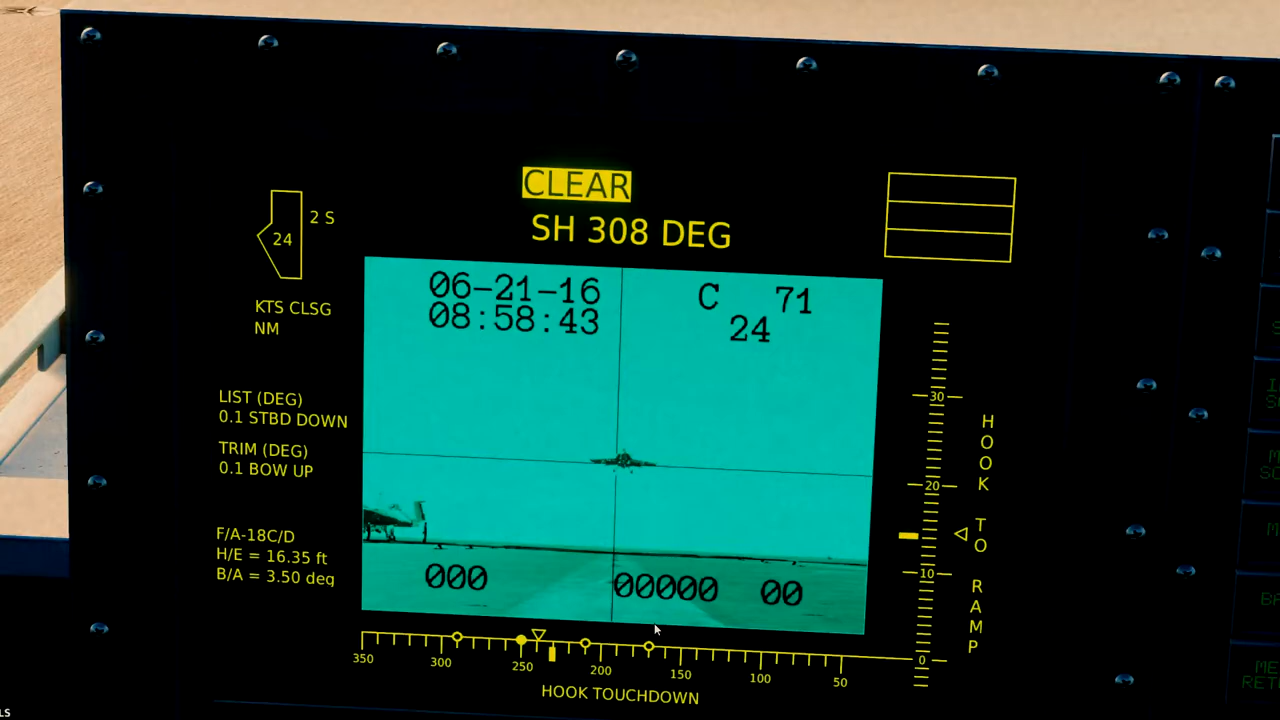 CLEAR
SH 308 DEG
2 S
24
KTS CLSG
NM
06-21-16
08:58:43
C 71
24
LIST (DEG)
0.1 STBD DOWN
TRIM (DEG)
0.1 BOW UP
F/A-18C/D
H/E = 16.35 ft
B/A = 3.50 deg
000 00000 00
30
20
10
0
HOOK TO RAMP
350 300 250 200 150 100 50
HOOK TOUCHDOWN
LS